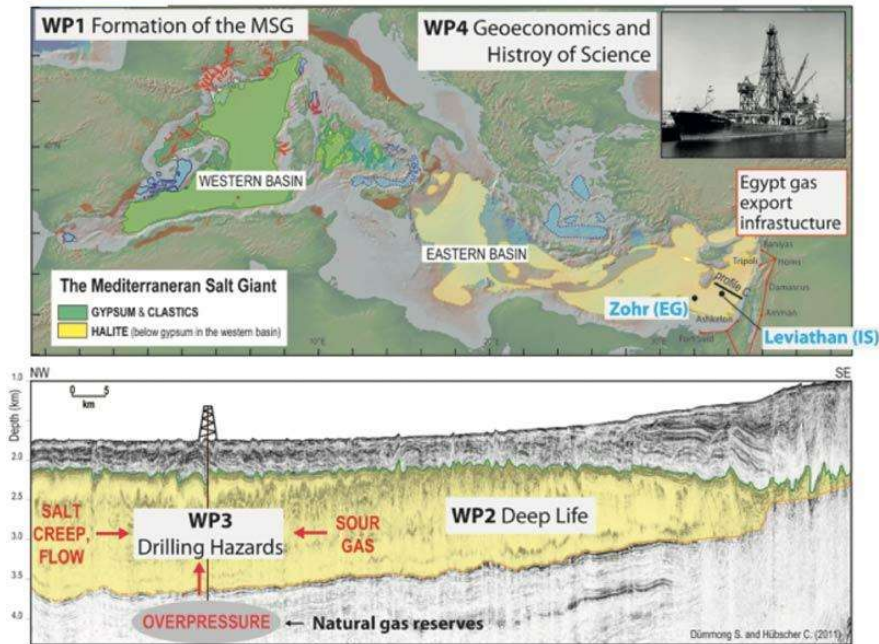 WP1 Formation of the MSG
WP4 Geoeconomics and
Histroy of Science
WESTERN BASIN
EASTERN BASIN
Egypt gas
export
infrastucture
Baniyas
Tripoli
Homs
Damascus
profile C
Amman
Ashkelon
Zohr (EG)
Leviathan (IS)
The Mediterraneran Salt Giant
GYPSUM & CLASTICS
HALITE (below gypsum in the western basin)
10°E
NW
SE
Depth (km)
1.0
2.0
2.5
3.0
3.5
4.0
0 5
km
SALT
CREEP,
FLOW
WP3
Drilling Hazards
SOUR
GAS
WP2 Deep Life
OVERPRESSURE
Natural gas reserves
Dümmong S. and Hübscher C. (2011)